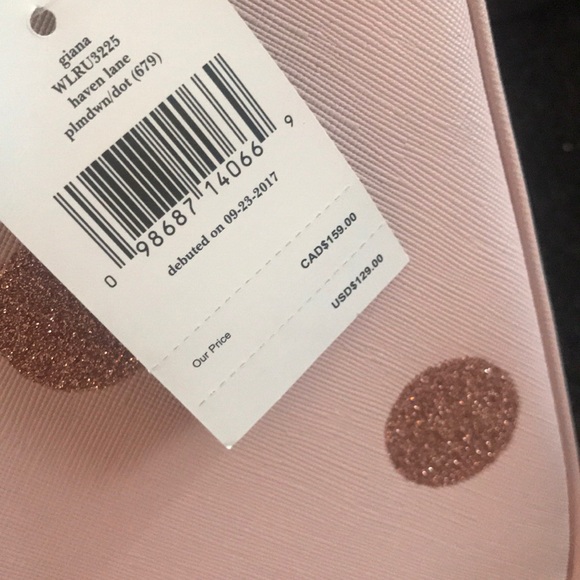 giana
WLRU3225
haven lane
plmdwn/dot (679)
0 98687 14066 9
debuted on 09-23-2017
CAD$159.00
Our Price USD$129.00